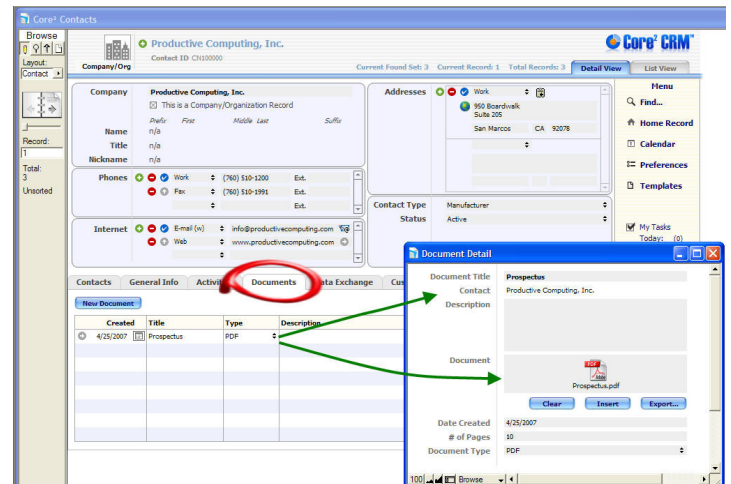 Core² Contacts
Browse
Layout:
Contact
Record:
1
Total:
3
Unsorted
Company/Org
Productive Computing, Inc.
Contact ID CN100000
Core² CRM™
Current Found Set: 3 Current Record: 1 Total Records: 3
Detail View
List View
Company
Productive Computing, Inc.
This is a Company/Organization Record
Prefix First Middle Last Suffix
Name n/a
Title n/a
Nickname n/a
Phones Work (760) 510-1200 Ext.
Fax (760) 510-1991 Ext.
Ext.
Internet E-mail (w) info@productivecomputing.com
Web www.productivecomputing.com
Addresses Work
950 Boardwalk
Suite 205
San Marcos CA 92078
Contact Type Manufacturer
Status Active
Menu
Find...
Home Record
Calendar
Preferences
Templates
My Tasks
Today: (0)
Contacts General Info Activit Documents ata Exchange Cus
New Document
Created Title Type Description
4/25/2007 Prospectus PDF
Document Detail
Document Title Prospectus
Contact Productive Computing, Inc.
Description
Document
Prospectus.pdf
Clear Insert Export...
Date Created 4/25/2007
# of Pages 10
Document Type PDF
100 Browse